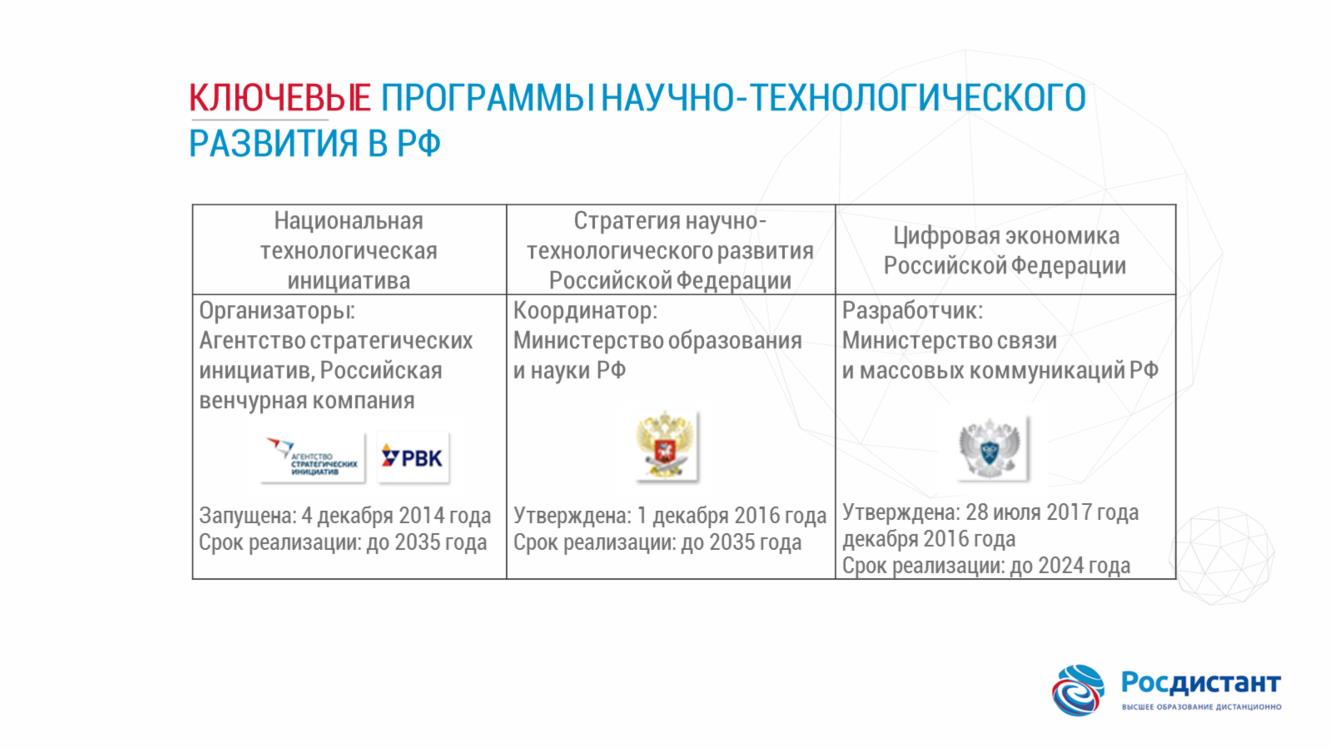 КЛЮЧЕВЫЕ ПРОГРАММЫ НАУЧНО-ТЕХНОЛОГИЧЕСКОГО
РАЗВИТИЯ В РФ
Национальная
технологическая
инициатива
Стратегия научно-
технологического развития
Российской Федерации
Цифровая экономика
Российской Федерации
Организаторы:
Агентство стратегических
инициатив, Российская
венчурная компания
АГЕНТСТВО
СТРАТЕГИЧЕСКИХ
ИНИЦИАТИВ
РВК
Запущена: 4 декабря 2014 года
Срок реализации: до 2035 года
Координатор:
Министерство образования
и науки РФ
Утверждена: 1 декабря 2016 года
Срок реализации: до 2035 года
Разработчик:
Министерство связи
и массовых коммуникаций РФ
Утверждена: 28 июля 2017 года
декабря 2016 года
Срок реализации: до 2024 года
Росдистант
ВЫСШЕЕ ОБРАЗОВАНИЕ ДИСТАНЦИОННО